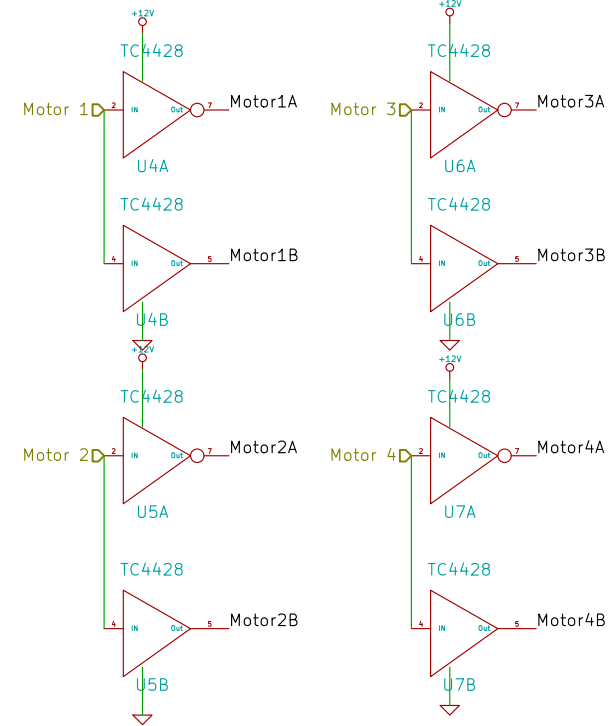 +12V
TC4428
Motor 1
2
IN
Out
7
Motor1A
U4A
TC4428
4
IN
Out
5
Motor1B
U4B
+12V
TC4428
Motor 3
2
IN
Out
7
Motor3A
U6A
TC4428
4
IN
Out
5
Motor3B
U6B
+12V
TC4428
Motor 2
2
IN
Out
7
Motor2A
U5A
TC4428
4
IN
Out
5
Motor2B
U5B
+12V
TC4428
Motor 4
2
IN
Out
7
Motor4A
U7A
TC4428
4
IN
Out
5
Motor4B
U7B